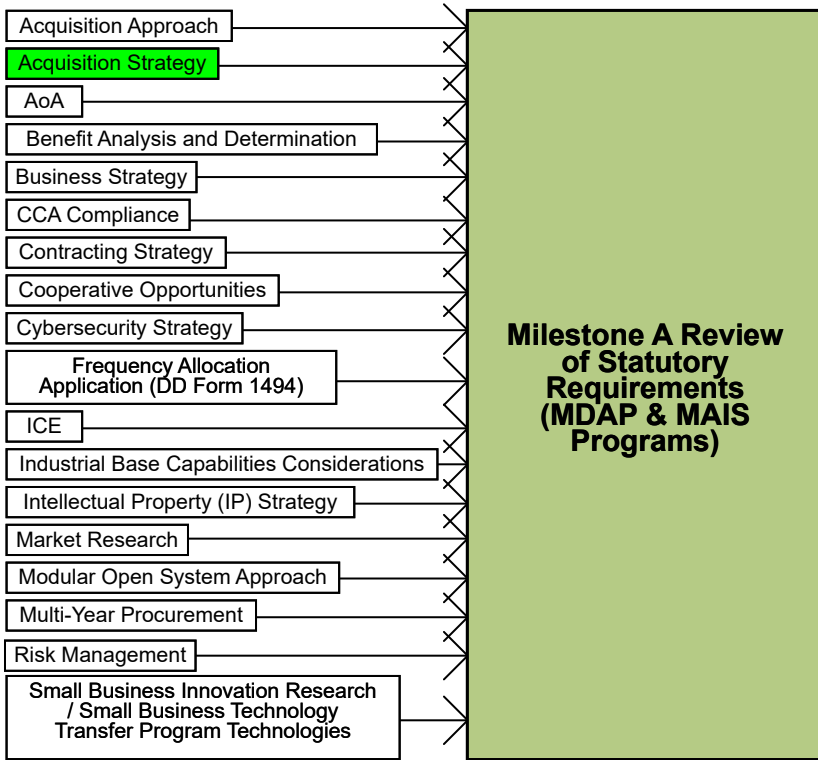 Acquisition Approach
Acquisition Strategy
AoA
Benefit Analysis and Determination
Business Strategy
CCA Compliance
Contracting Strategy
Cooperative Opportunities
Cybersecurity Strategy
Frequency Allocation
Application (DD Form 1494)
ICE
Industrial Base Capabilities Considerations
Intellectual Property (IP) Strategy
Market Research
Modular Open System Approach
Multi-Year Procurement
Risk Management
Small Business Innovation Research
/ Small Business Technology
Transfer Program Technologies
Milestone A Review
of Statutory
Requirements
(MDAP & MAIS
Programs)